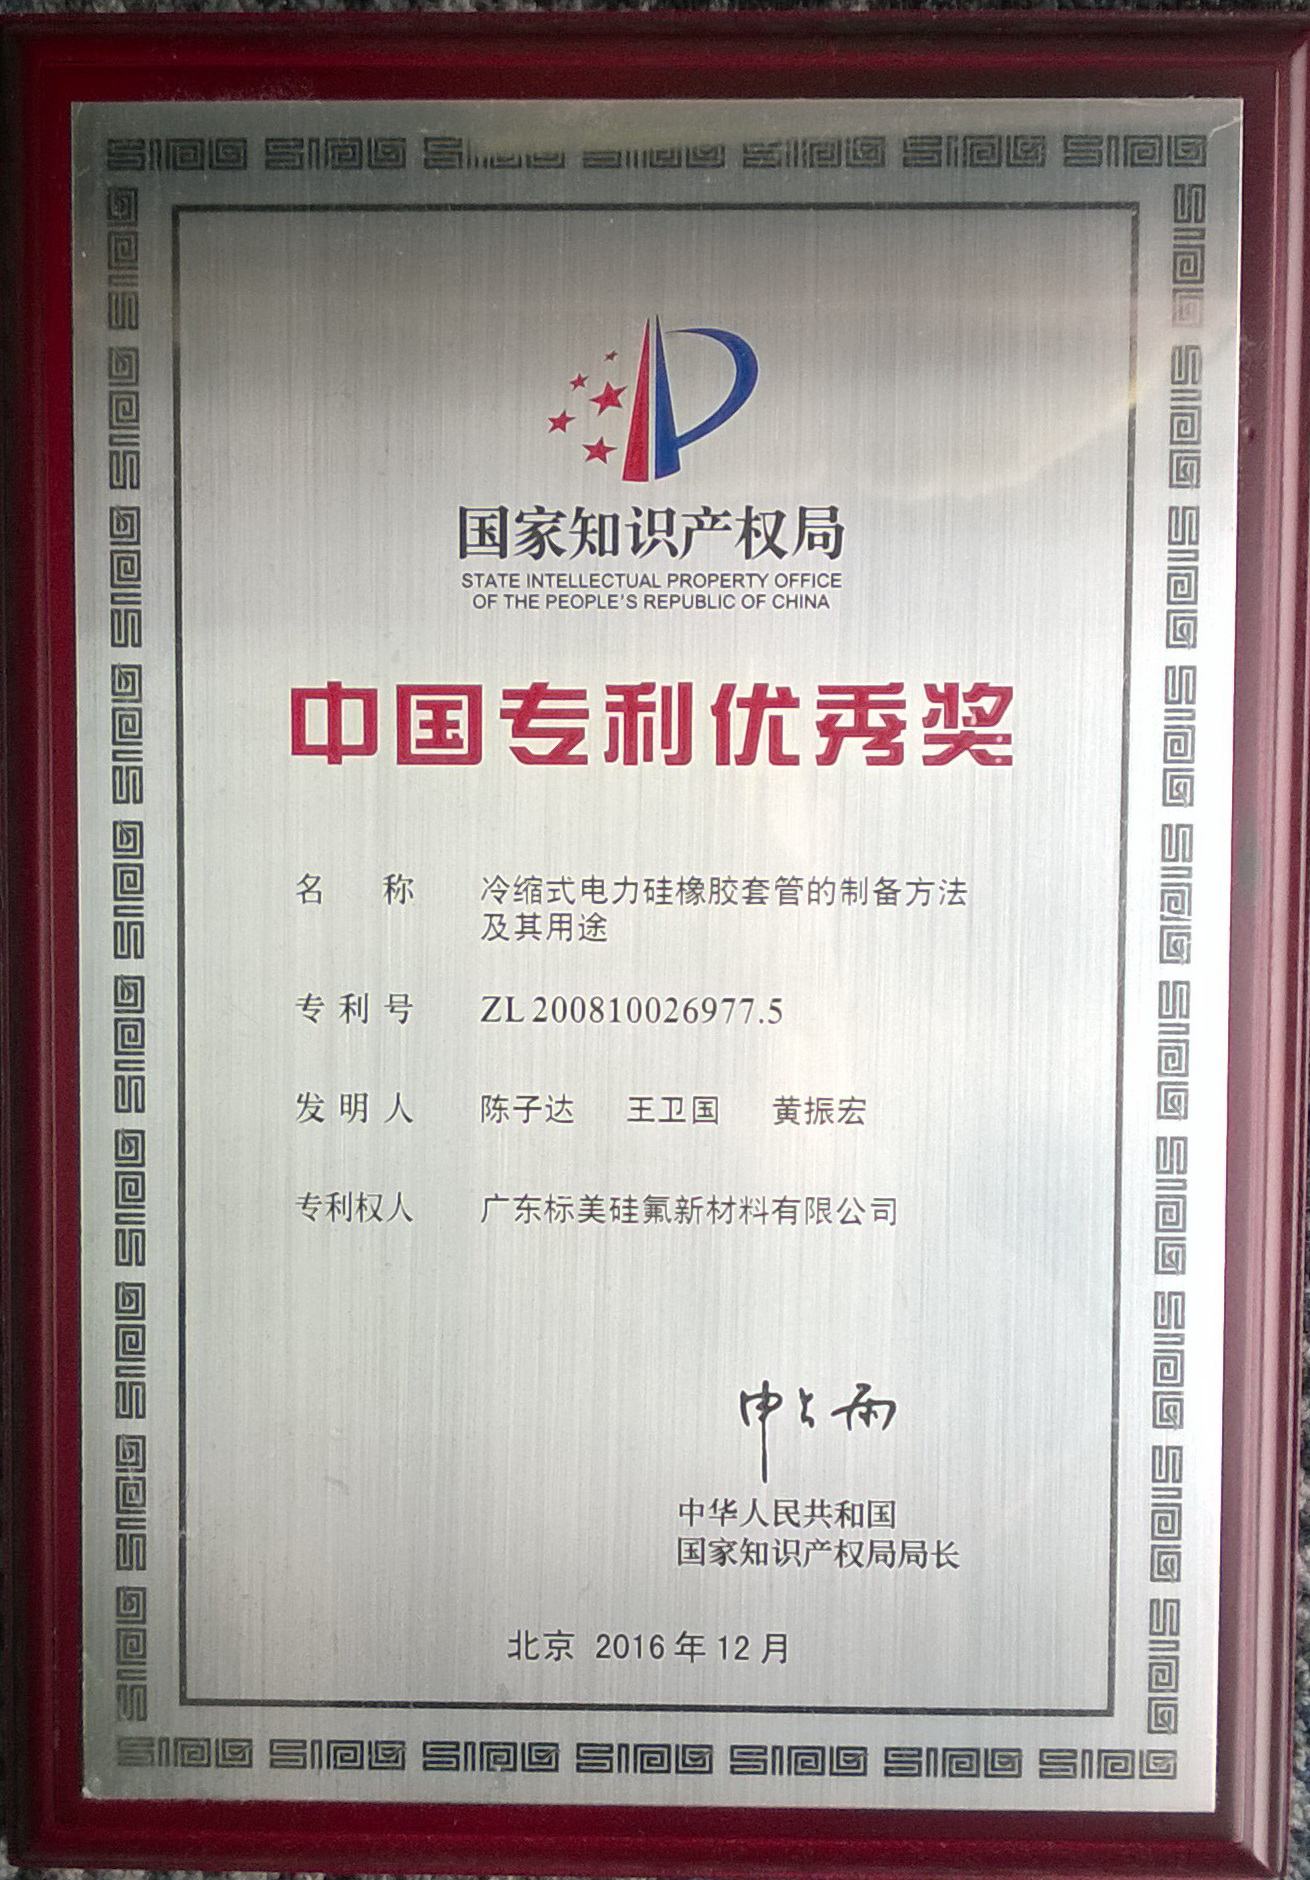 国家知识产权局
STATE INTELLECTUAL PROPERTY OFFICE
OF THE PEOPLE'S REPUBLIC OF CHINA
中国专利优秀奖
名称 冷缩式电力硅橡胶套管的制备方法
及其用途
专利号 ZL 200810026977.5
发明人 陈子达 王卫国 黄振宏
专利权人 广东标美硅氟新材料有限公司
申长雨
中华人民共和国
国家知识产权局局长
北京 2016年12月